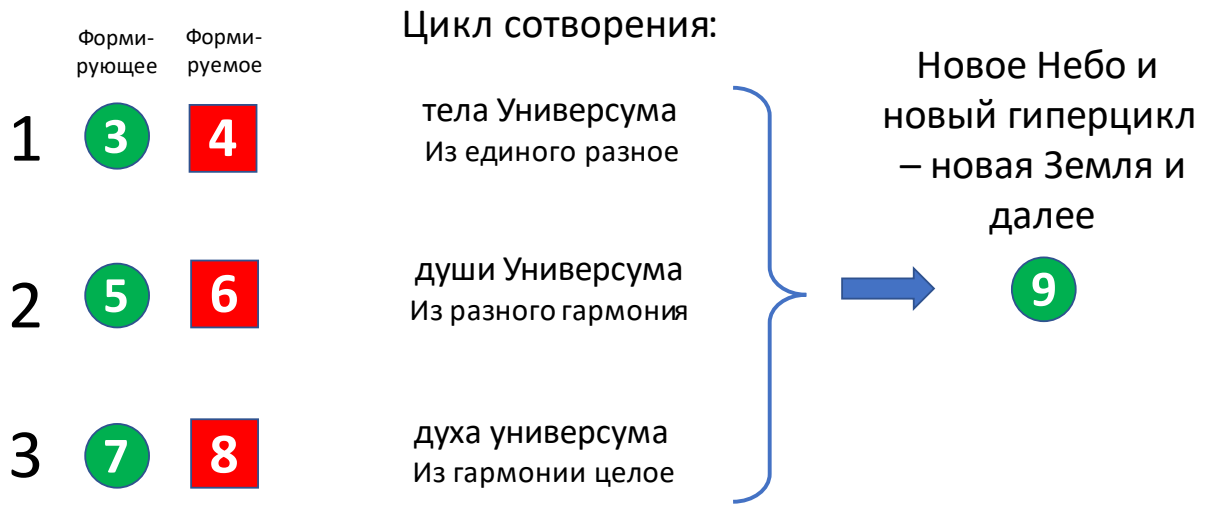 Цикл сотворения:
Форми-
рующее
Форми-
руемое
1
3
4
тела Универсума
Из единого разное
2
5
6
души Универсума
Из разного гармония
3
7
8
духа универсума
Из гармонии целое
Новое Небо и
новый гиперцикл
– новая Земля и
далее
9